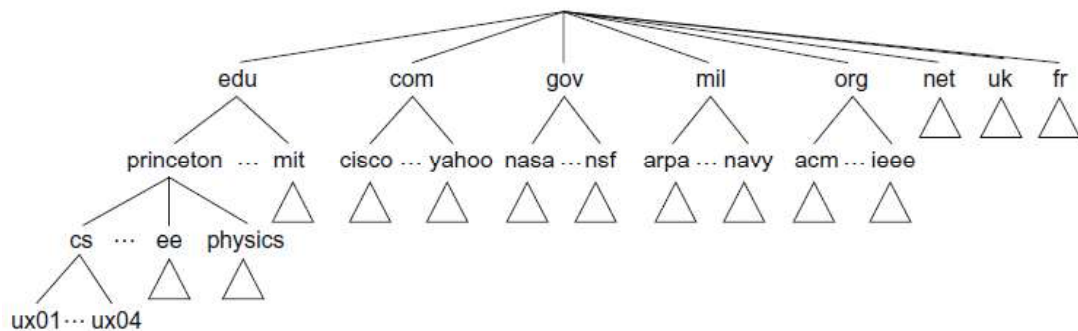 edu com gov mil org net uk fr
princeton ··· mit cisco ··· yahoo nasa ··· nsf arpa ··· navy acm ··· ieee
cs ··· ee physics
ux01 ··· ux04